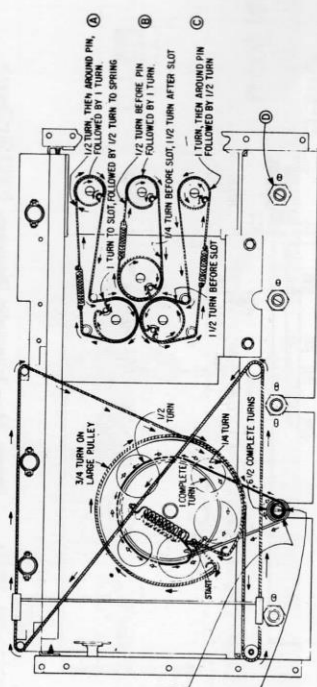 1/2 TURN, THEN AROUND PIN,
FOLLOWED BY 1 TURN.
A
1 TURN TO SLOT, FOLLOWED BY 1/2 TURN TO SPRING
1/2 TURN BEFORE PIN
FOLLOWED BY 1 TURN.
B
1/4 TURN BEFORE SLOT, 1 1/2 TURN AFTER SLOT
C
1 TURN, THEN AROUND PIN
FOLLOWED BY 1/2 TURN
1 1/2 TURN BEFORE SLOT
D
3/4 TURN ON
LARGE PULLEY
1/2
TURN
1 COMPLETE
TURN
1/4 TURN
START
6 1/2 COMPLETE TURNS